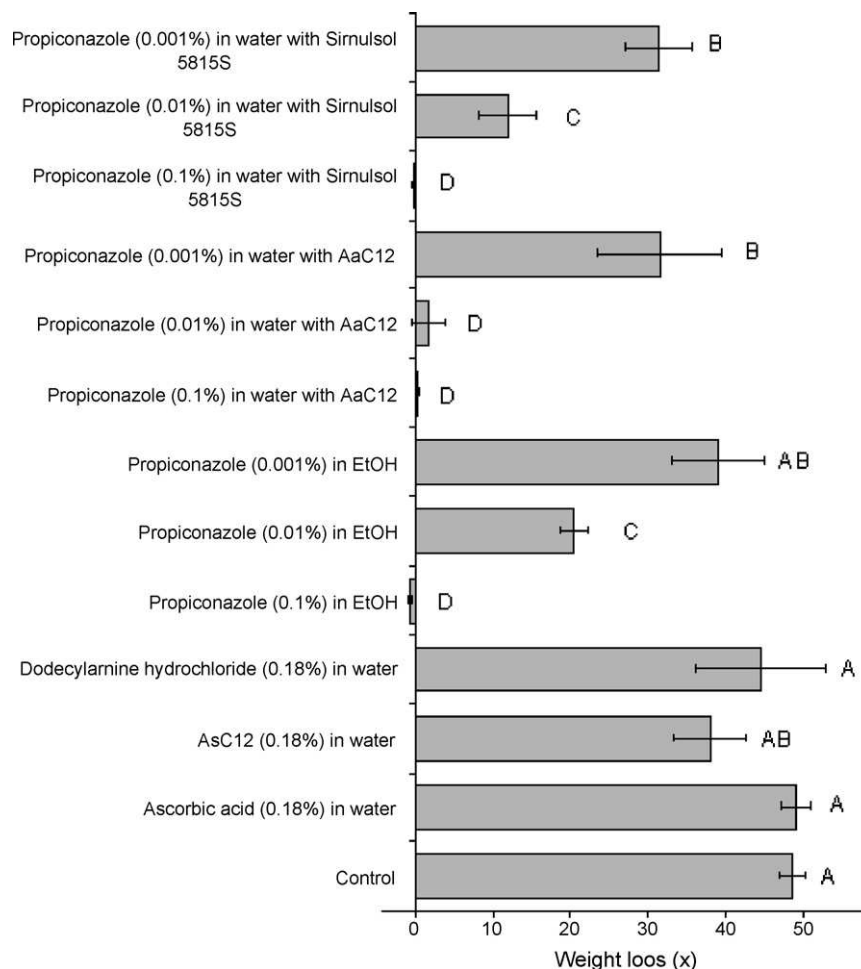 Propiconazole (0.001%) in water with Sirnulsol
5815S
B
Propiconazole (0.01%) in water with Sirnulsol
5815S
C
Propiconazole (0.1%) in water with Sirnulsol
5815S
D
Propiconazole (0.001%) in water with AaC12
B
Propiconazole (0.01%) in water with AaC12
D
Propiconazole (0.1%) in water with AaC12
D
Propiconazole (0.001%) in EtOH
AB
Propiconazole (0.01%) in EtOH
C
Propiconazole (0.1%) in EtOH
D
Dodecylarnine hydrochloride (0.18%) in water
A
AsC12 (0.18%) in water
AB
Ascorbic acid (0.18%) in water
A
Control
A
0 10 20 30 40 50
Weight loos (x)